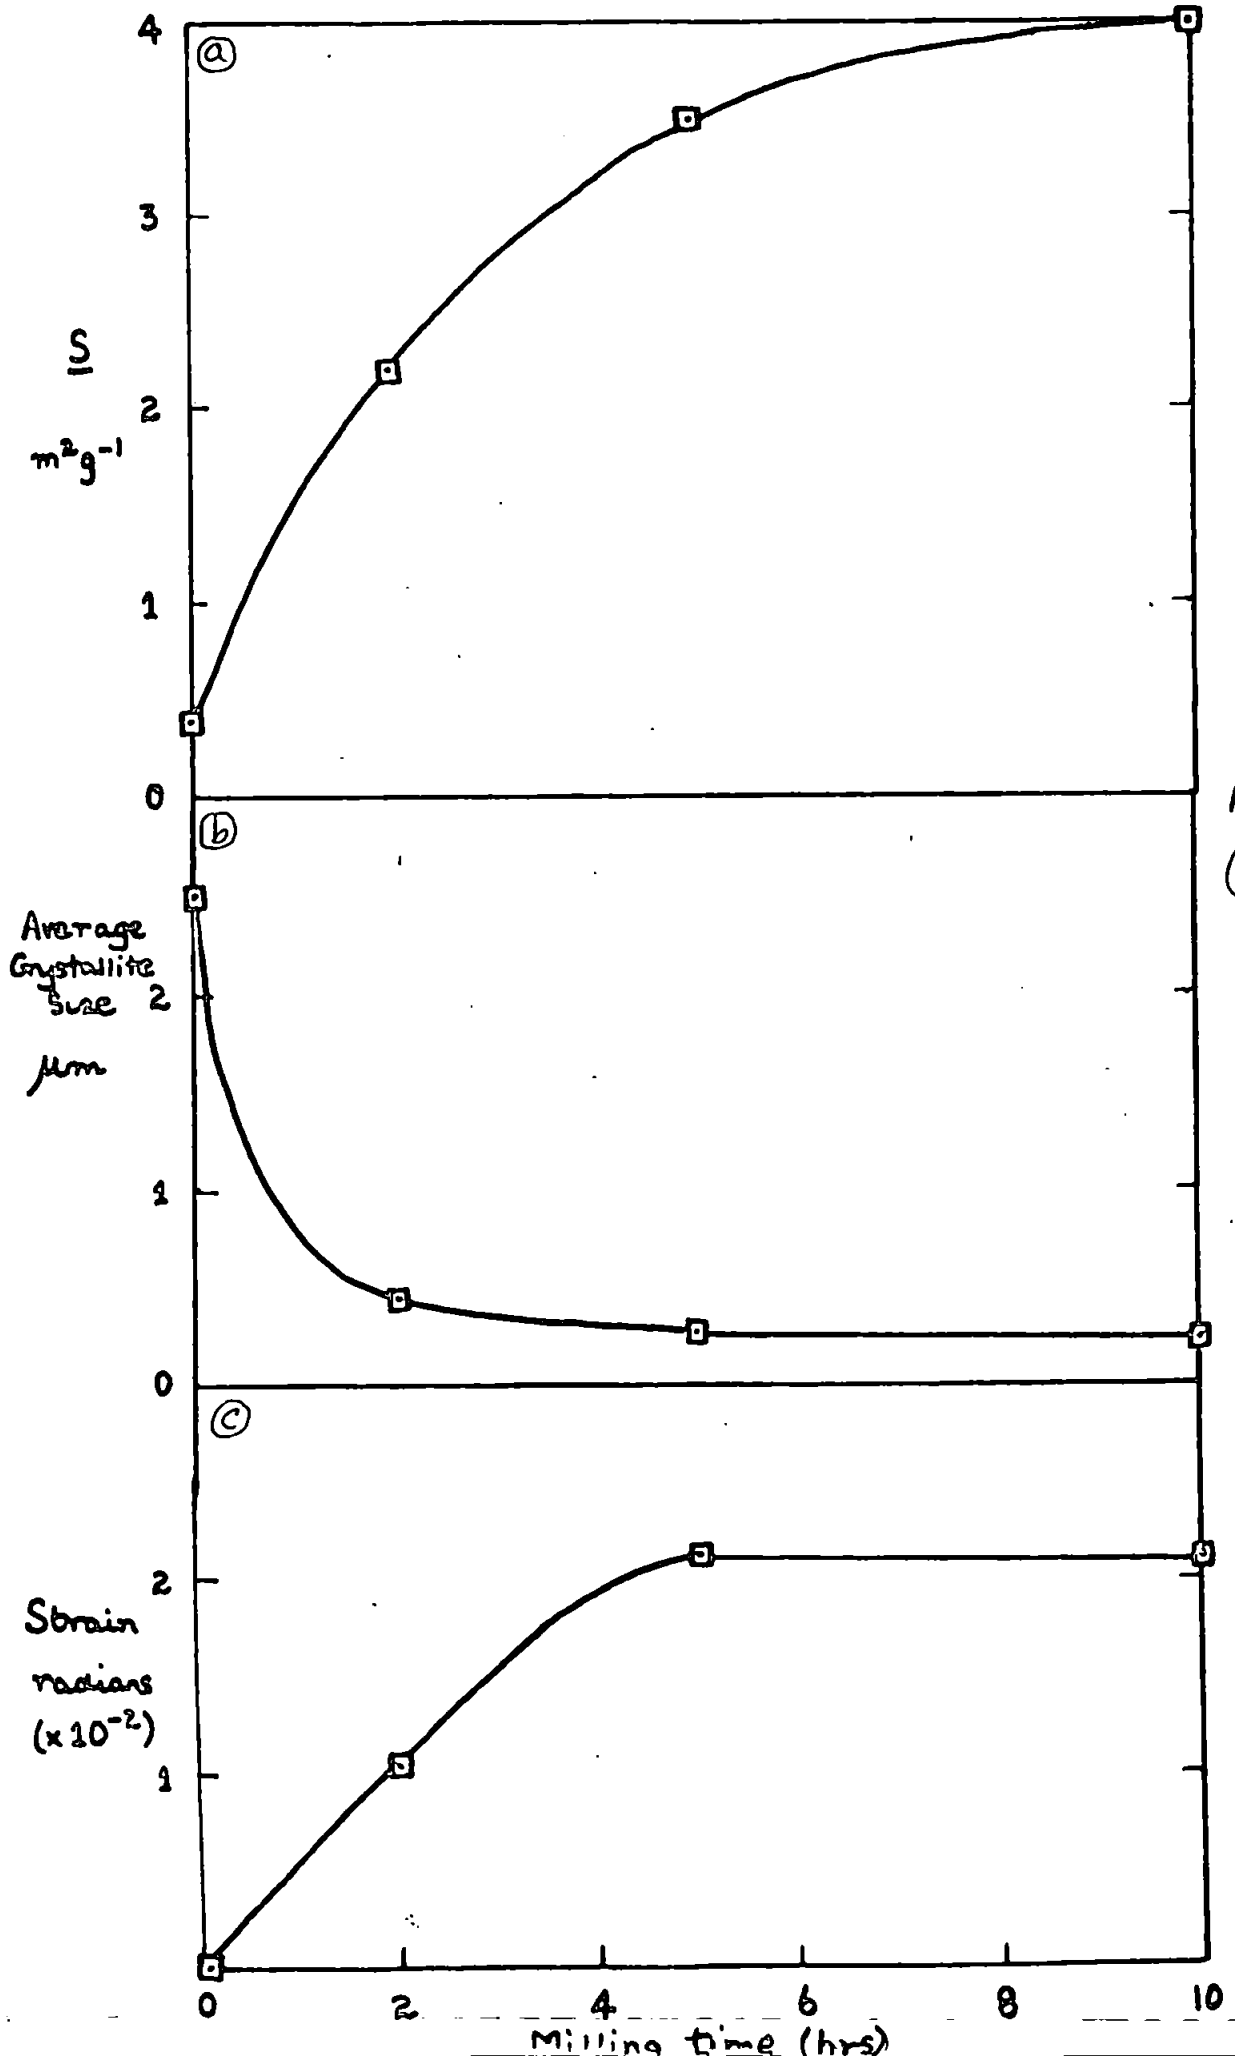 4
a
3
S
2
m²g⁻¹
1
0
b
Average
Crystallite
Size 2
µm
1
0
c
2
Strain
radians
(x10⁻²)
1
0 2 4 6 8 10
Milling time (hrs)